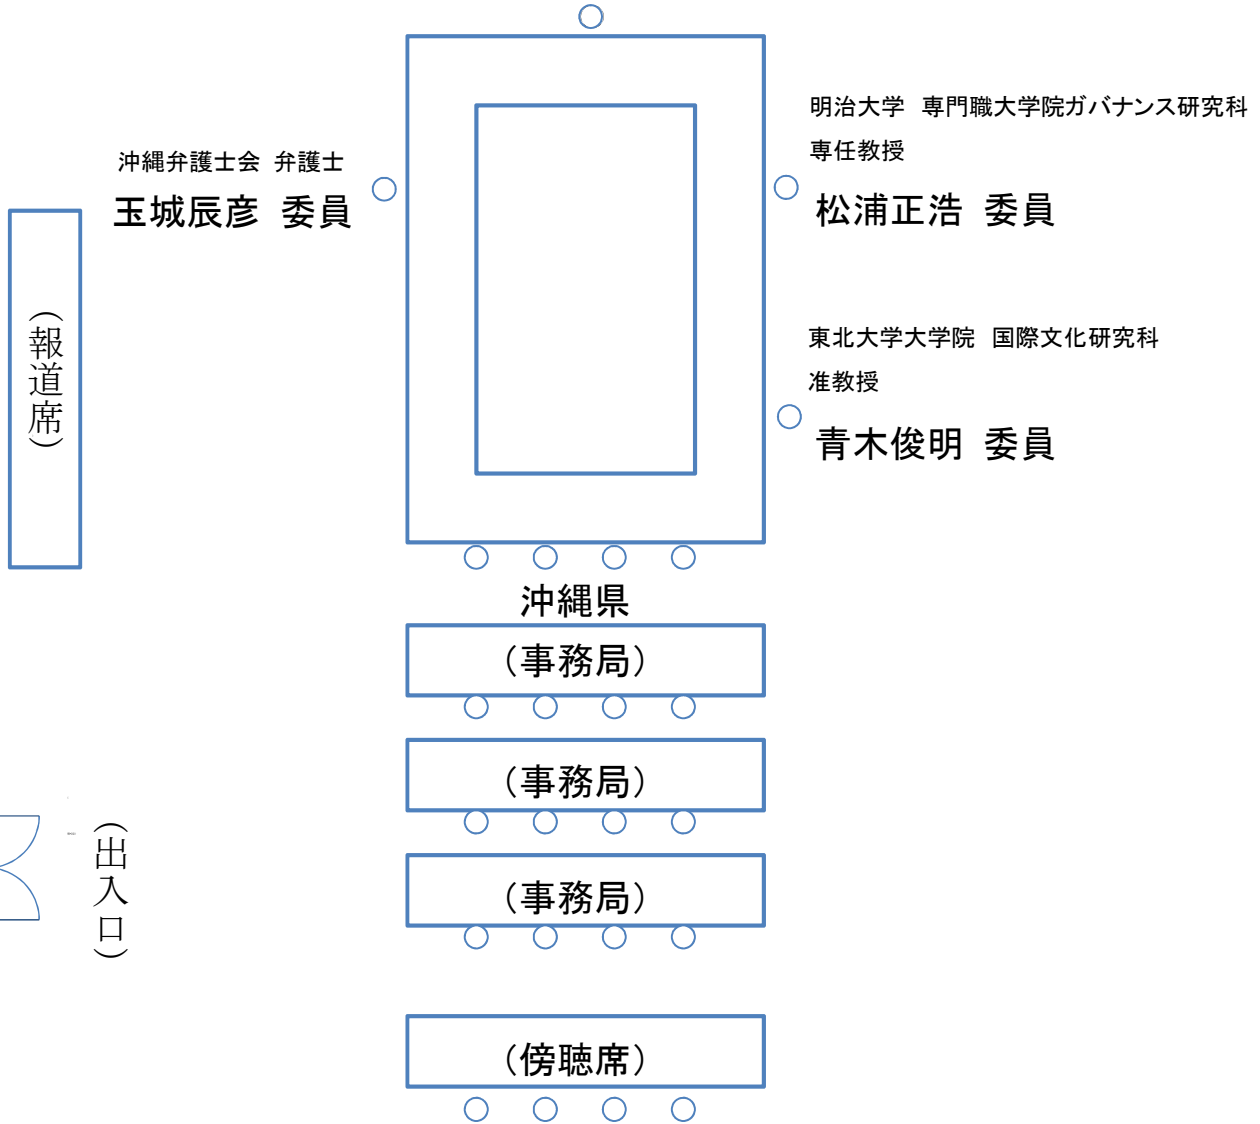 明治大学 専門職大学院ガバナンス研究科
専任教授
松浦正浩 委員
沖縄弁護士会 弁護士
玉城辰彦 委員
(報道席)
東北大学大学院 国際文化研究科
准教授
青木俊明 委員
沖縄県
(事務局)
(事務局)
(出入口)
(事務局)
(傍聴席)